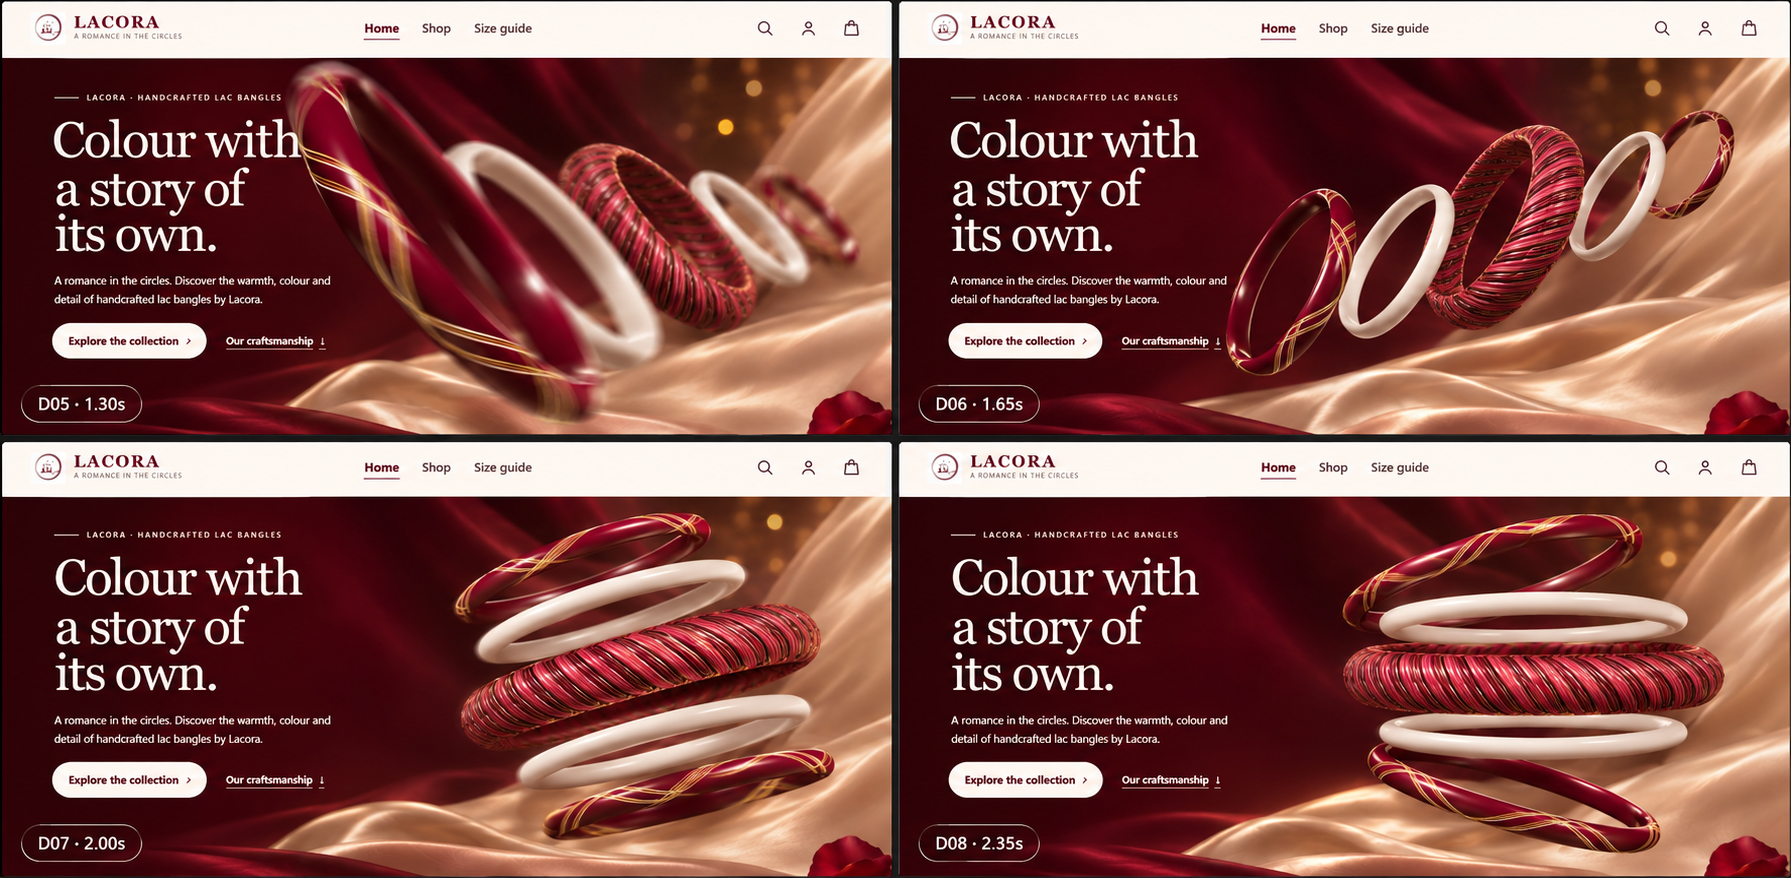 LACORA
A ROMANCE IN THE CIRCLES
Home
Shop
Size guide
LACORA · HANDCRAFTED LAC BANGLES
Colour with
a story of
its own.
A romance in the circles. Discover the warmth, colour and
detail of handcrafted lac bangles by Lacora.
Explore the collection ›
Our craftsmanship ↓
D05 · 1.30s
LACORA
A ROMANCE IN THE CIRCLES
Home
Shop
Size guide
LACORA · HANDCRAFTED LAC BANGLES
Colour with
a story of
its own.
A romance in the circles. Discover the warmth, colour and
detail of handcrafted lac bangles by Lacora.
Explore the collection ›
Our craftsmanship ↓
D06 · 1.65s
LACORA
A ROMANCE IN THE CIRCLES
Home
Shop
Size guide
LACORA · HANDCRAFTED LAC BANGLES
Colour with
a story of
its own.
A romance in the circles. Discover the warmth, colour and
detail of handcrafted lac bangles by Lacora.
Explore the collection ›
Our craftsmanship ↓
D07 · 2.00s
LACORA
A ROMANCE IN THE CIRCLES
Home
Shop
Size guide
LACORA · HANDCRAFTED LAC BANGLES
Colour with
a story of
its own.
A romance in the circles. Discover the warmth, colour and
detail of handcrafted lac bangles by Lacora.
Explore the collection ›
Our craftsmanship ↓
D08 · 2.35s